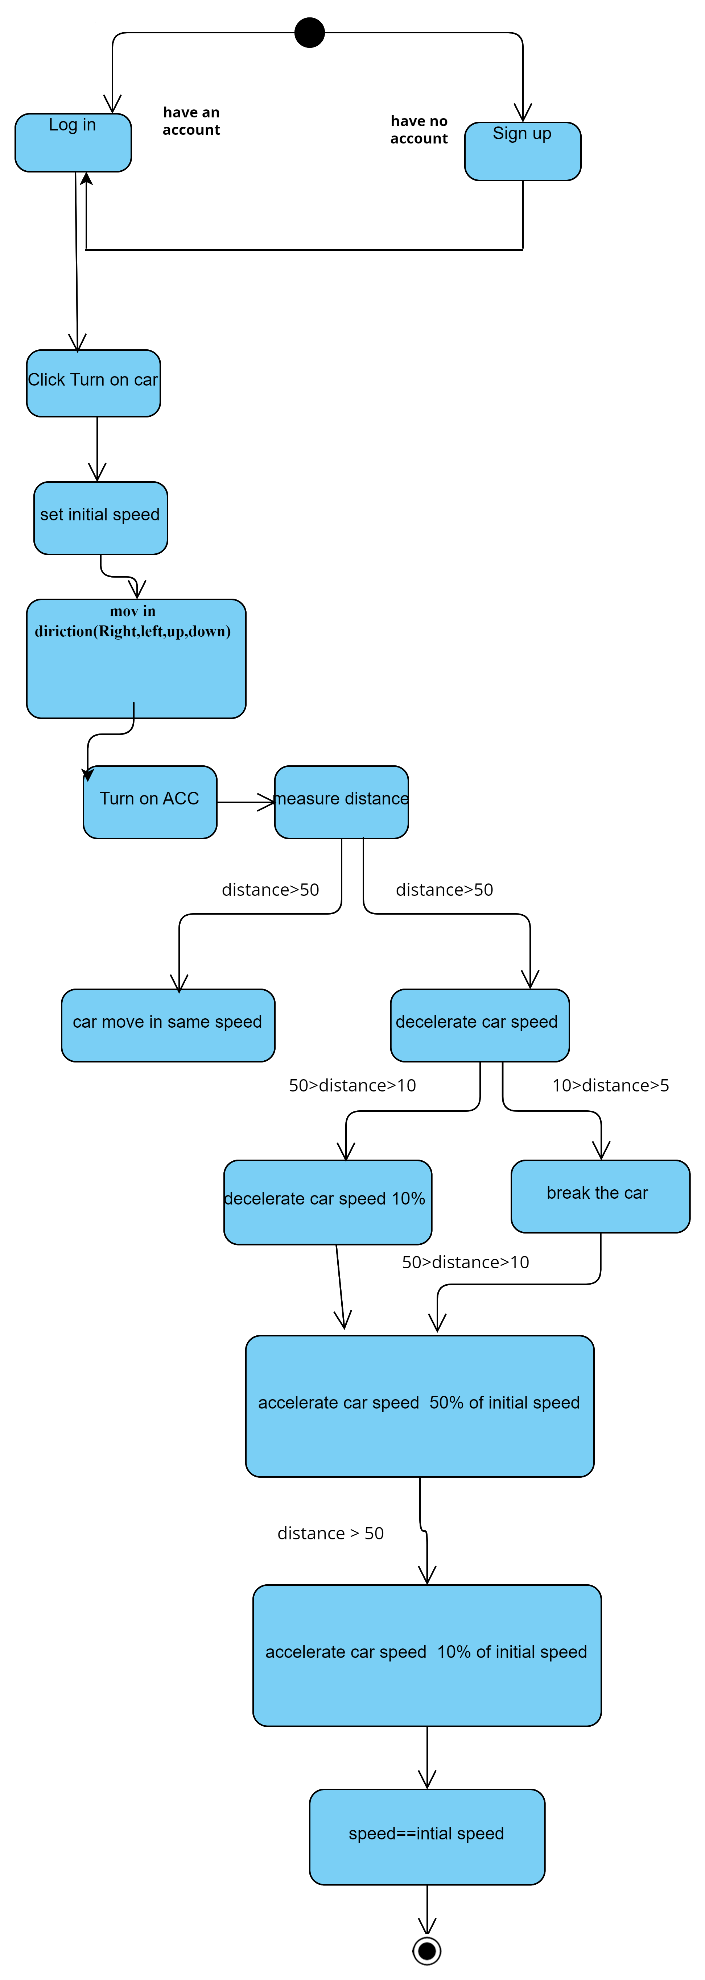 have an
account
Log in
have no
account
Sign up
Click Turn on car
set initial speed
mov in
diriction(Right,left,up,down)
Turn on ACC
measure distance
distance>50
distance>50
car move in same speed
decelerate car speed
50>distance>10
10>distance>5
decelerate car speed 10%
break the car
50>distance>10
accelerate car speed  50% of initial speed
distance > 50
accelerate car speed  10% of initial speed
speed==intial speed